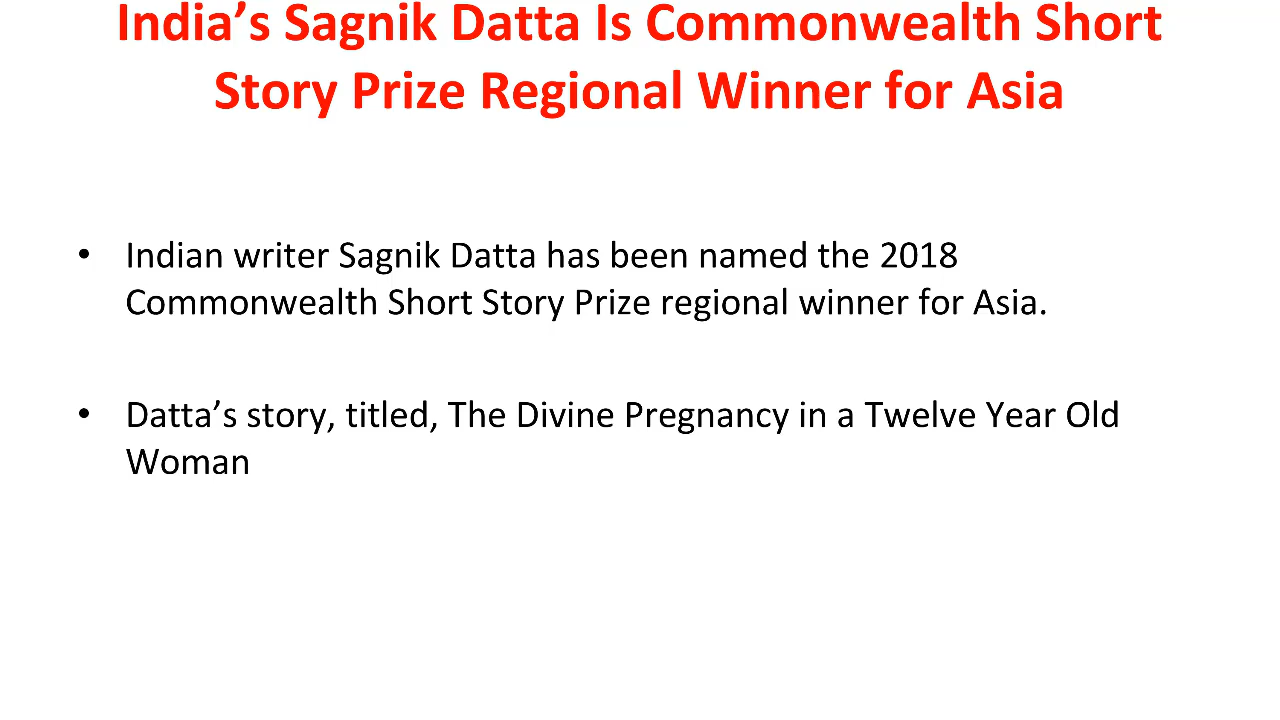 India’s Sagnik Datta Is Commonwealth Short
Story Prize Regional Winner for Asia
• Indian writer Sagnik Datta has been named the 2018
Commonwealth Short Story Prize regional winner for Asia.
• Datta’s story, titled, The Divine Pregnancy in a Twelve Year Old
Woman